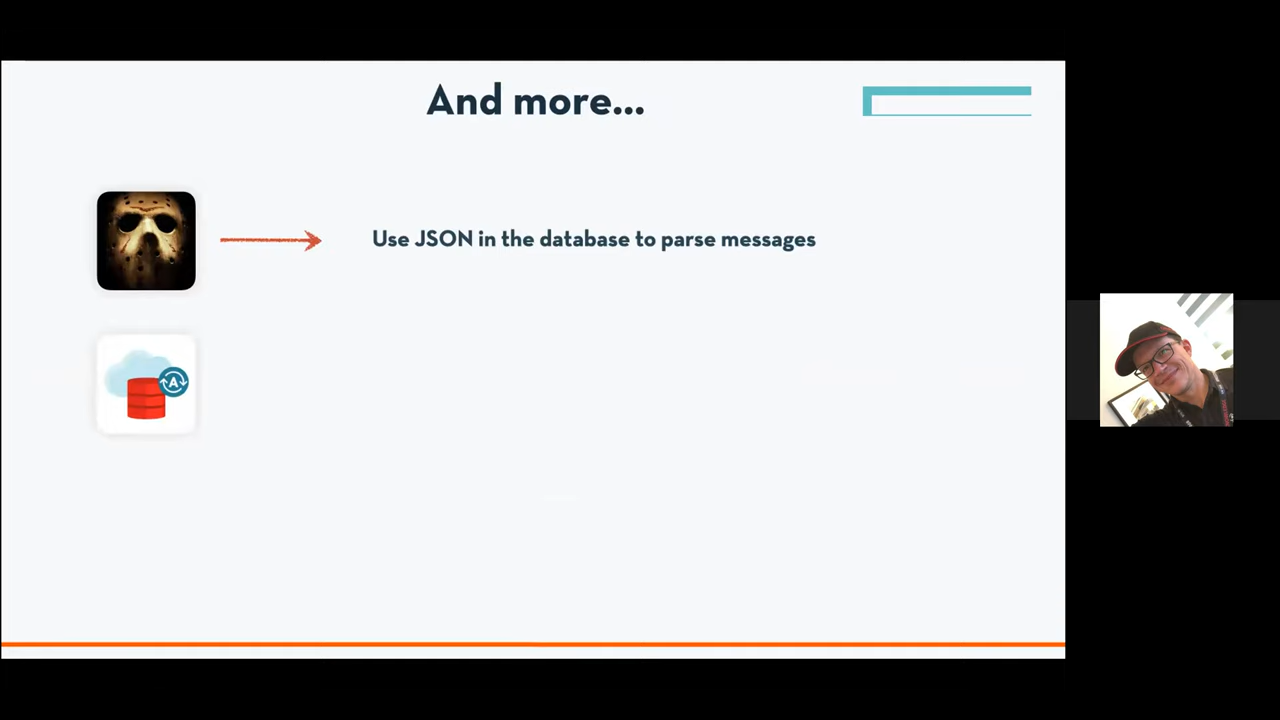 And more...
Use JSON in the database to parse messages
A